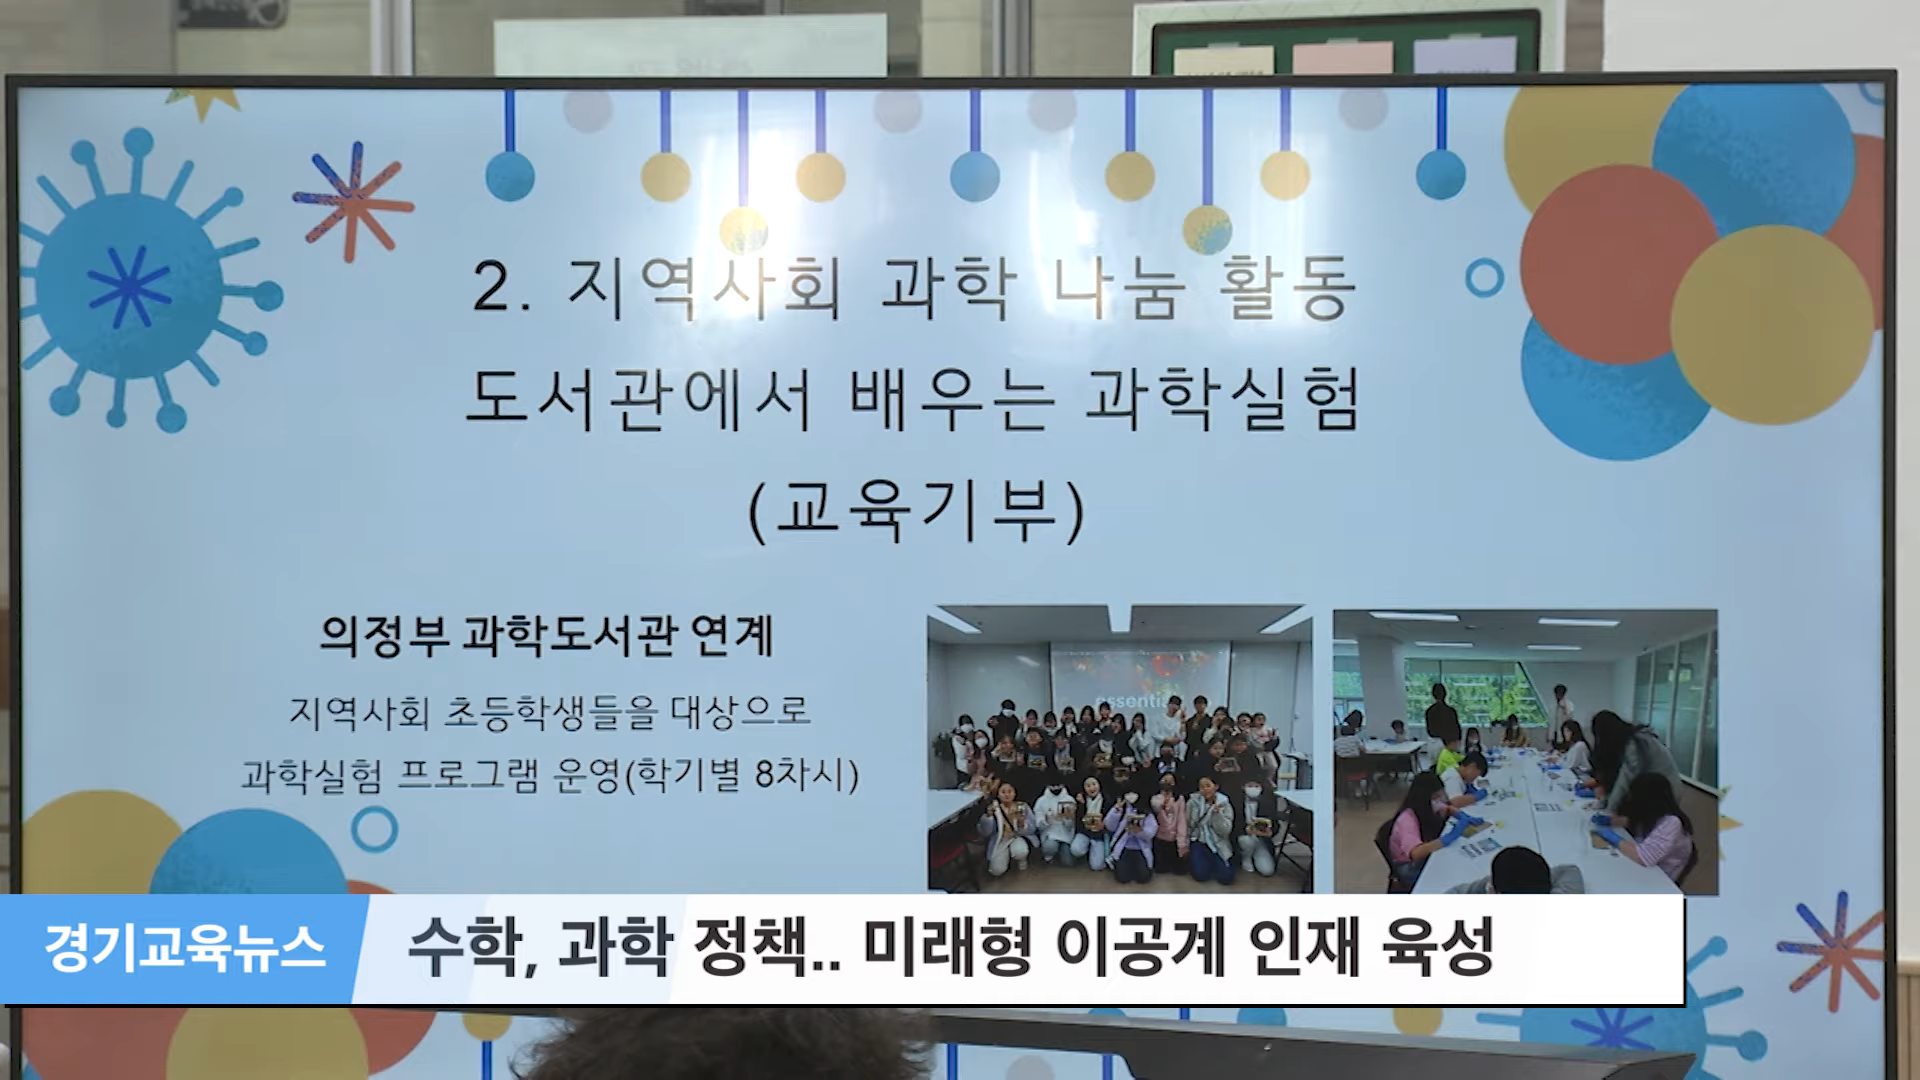 2. 지역사회 과학 나눔 활동
도서관에서 배우는 과학실험
(교육기부)
의정부 과학도서관 연계
지역사회 초등학생들을 대상으로
과학실험 프로그램 운영(학기별 8차시)
essential
경기교육뉴스
수학, 과학 정책.. 미래형 이공계 인재 육성